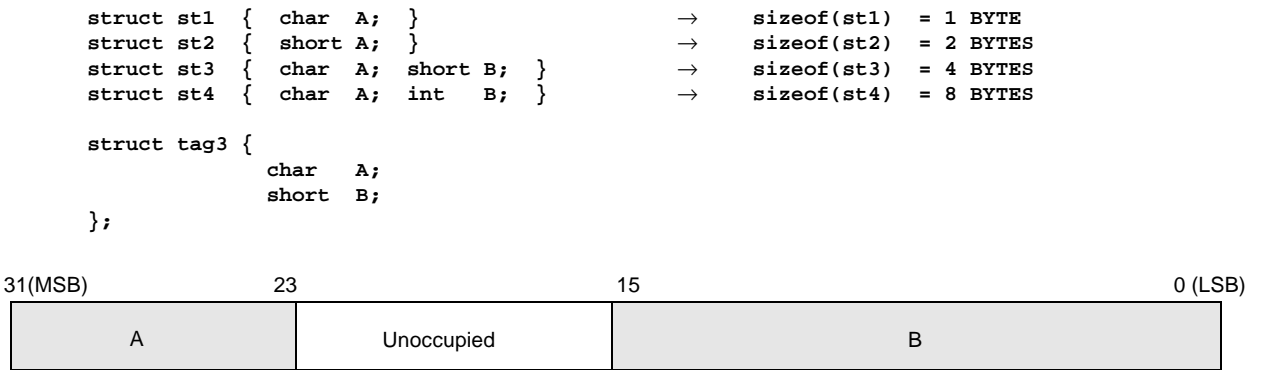 struct st1 { char A; } → sizeof(st1) = 1 BYTE
struct st2 { short A; } → sizeof(st2) = 2 BYTES
struct st3 { char A; short B; } → sizeof(st3) = 4 BYTES
struct st4 { char A; int B; } → sizeof(st4) = 8 BYTES
struct tag3 {
char A;
short B;
};
31(MSB) 23 15 0 (LSB)
A Unoccupied B